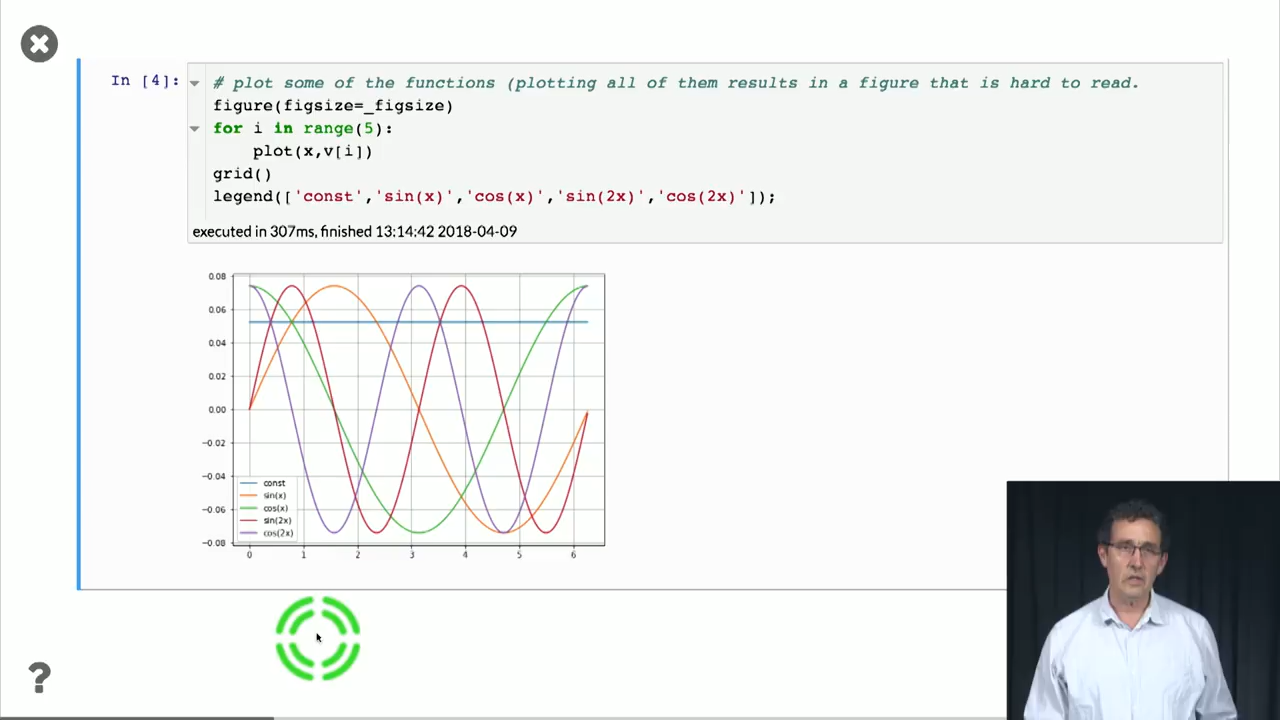 In [4]:
# plot some of the functions (plotting all of them results in a figure that is hard to read.
figure(figsize=_figsize)
for i in range(5):
plot(x,v[i])
grid()
legend(['const','sin(x)','cos(x)','sin(2x)','cos(2x)']);
executed in 307ms, finished 13:14:42 2018-04-09
0.08
0.06
0.04
0.02
0.00
−0.02
−0.04
−0.06
−0.08
const
sin(x)
cos(x)
sin(2x)
cos(2x)
0 1 2 3 4 5 6
?